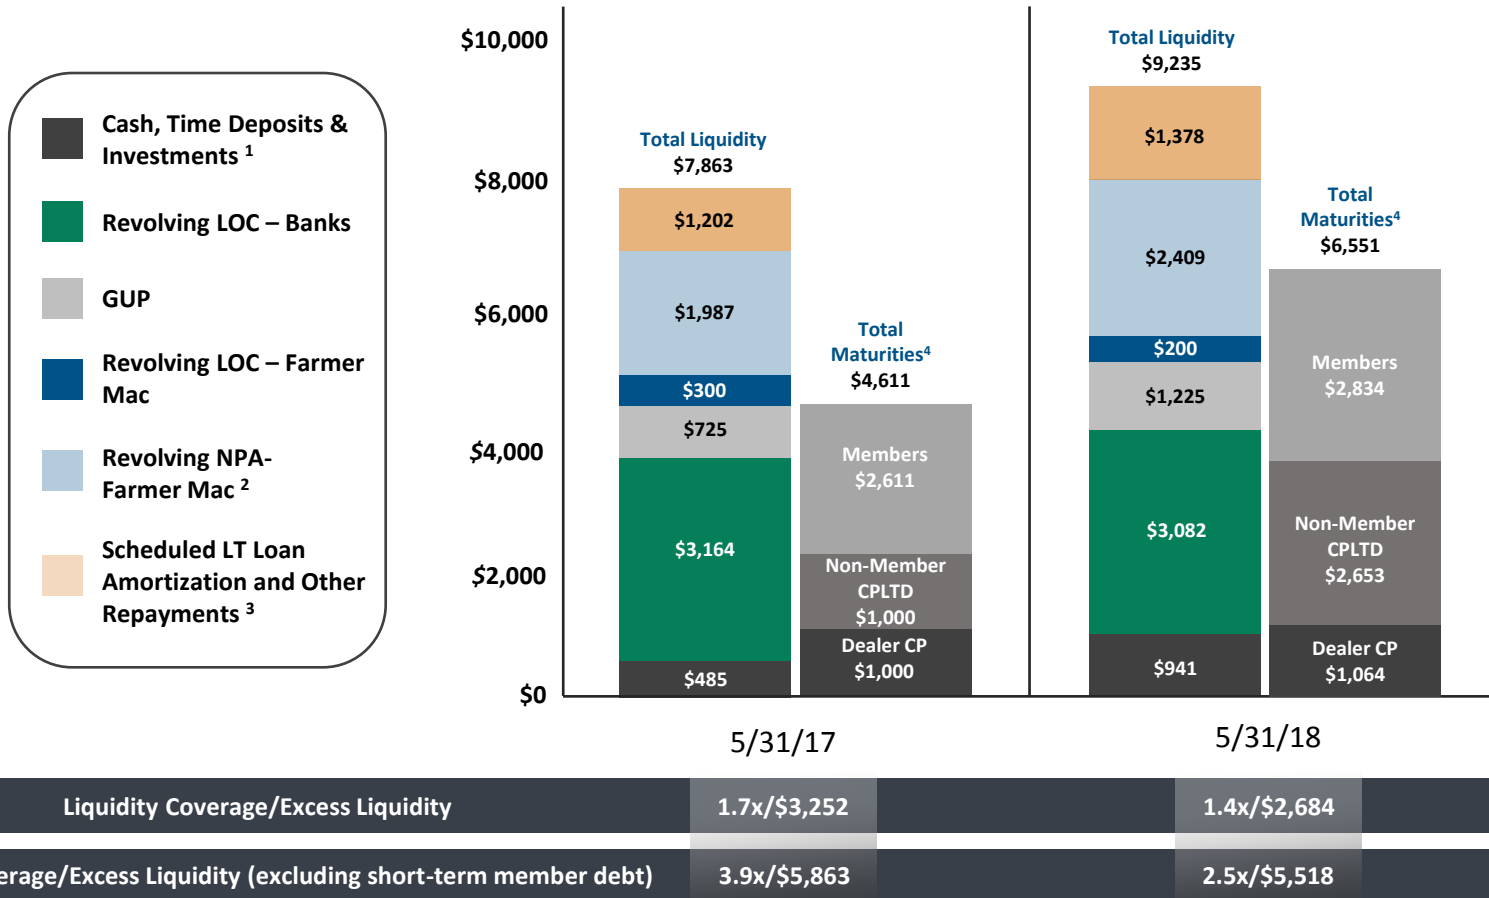 Cash, Time Deposits &
Investments 1
Revolving LOC – Banks
GUP
Revolving LOC – Farmer
Mac
Revolving NPA-
Farmer Mac 2
Scheduled LT Loan
Amortization and Other
Repayments 3
$10,000
$8,000
$6,000
$4,000
$2,000
$0
Total Liquidity
$7,863
$1,202
$1,987
$300
$725
$3,164
$485
Total
Maturities4
$4,611
Members
$2,611
Non-Member
CPLTD
$1,000
Dealer CP
$1,000
Total Liquidity
$9,235
$1,378
$2,409
$200
$1,225
$3,082
$941
Total
Maturities4
$6,551
Members
$2,834
Non-Member
CPLTD
$2,653
Dealer CP
$1,064
5/31/17
5/31/18
Liquidity Coverage/Excess Liquidity
1.7x/$3,252
1.4x/$2,684
erage/Excess Liquidity (excluding short-term member debt)
3.9x/$5,863
2.5x/$5,518